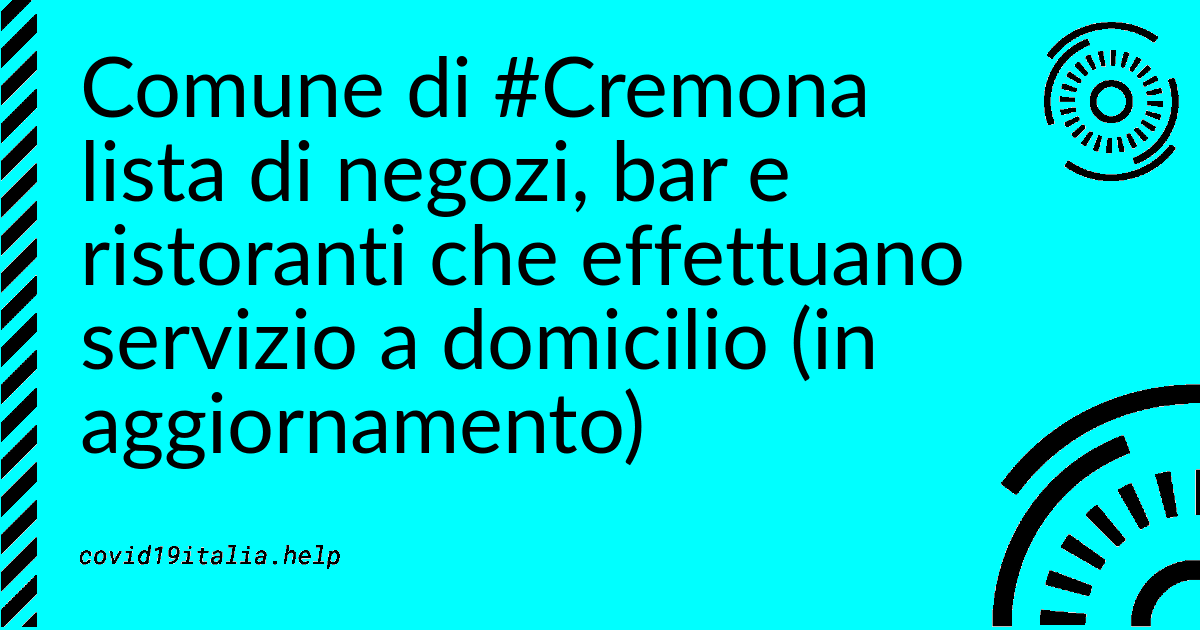 Comune di #Cremona
lista di negozi, bar e
ristoranti che effettuano
servizio a domicilio (in
aggiornamento)
covid19italia.help